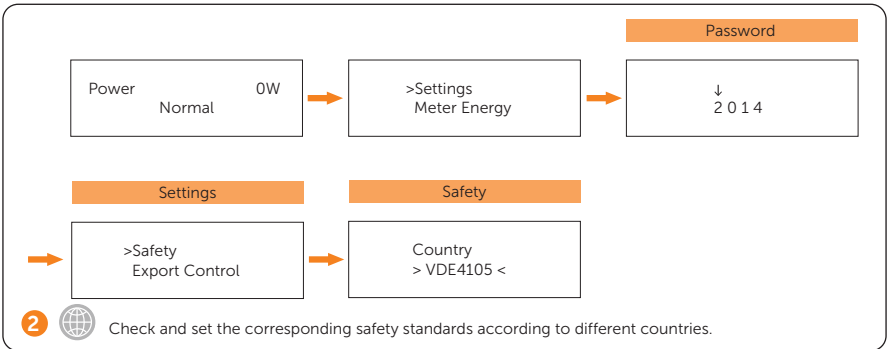 Password
Power 0W
Normal
>Settings
Meter Energy
↓
2 0 1 4
Settings
Safety
>Safety
Export Control
Country
> VDE4105 <
2 Check and set the corresponding safety standards according to different countries.